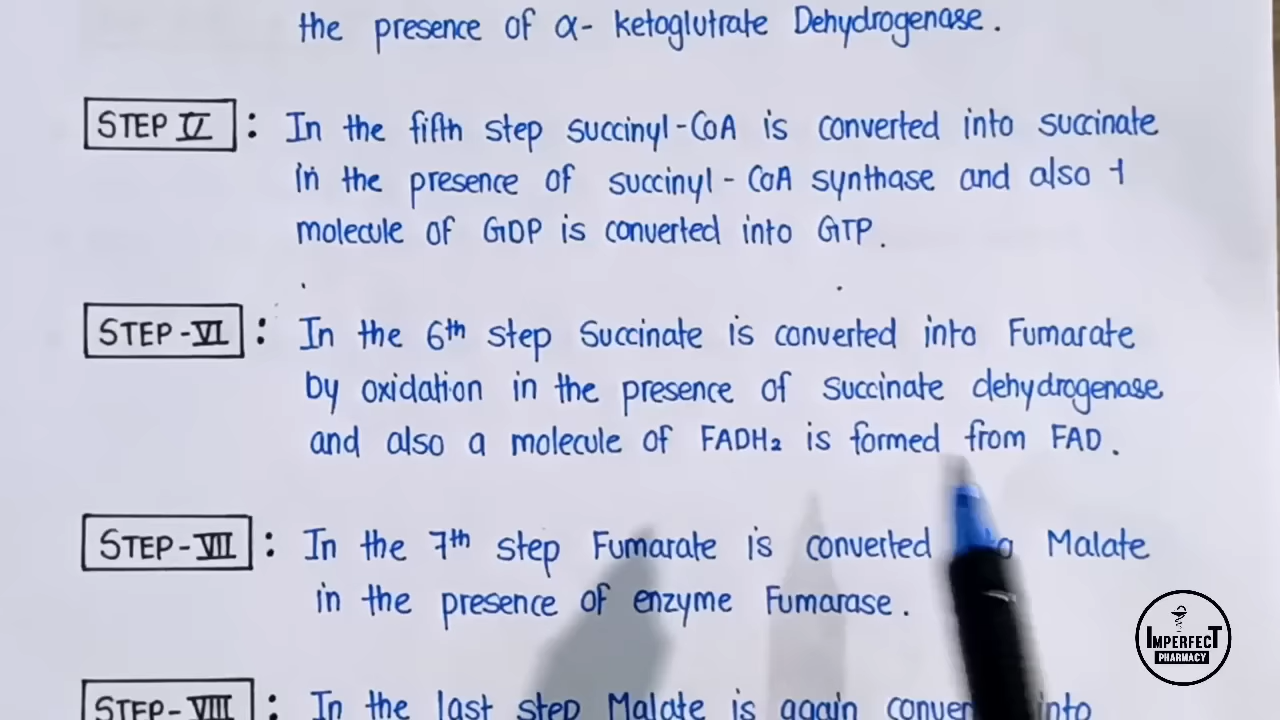 the presence of α- ketoglutrate Dehydrogenase.
STEP V : In the fifth step succinyl-CoA is converted into succinate
in the presence of succinyl- CoA synthase and also 1
molecule of GDP is converted into GTP.
STEP-VI : In the 6th step Succinate is converted into Fumarate
by oxidation in the presence of succinate dehydrogenase
and also a molecule of FADH₂ is formed from FAD.
STEP-VII : In the 7th step Fumarate is converted Malate
in the presence of enzyme Fumarase.
STEP-VIII : In the last step Malate is again into
IMPERFECT
PHARMACY